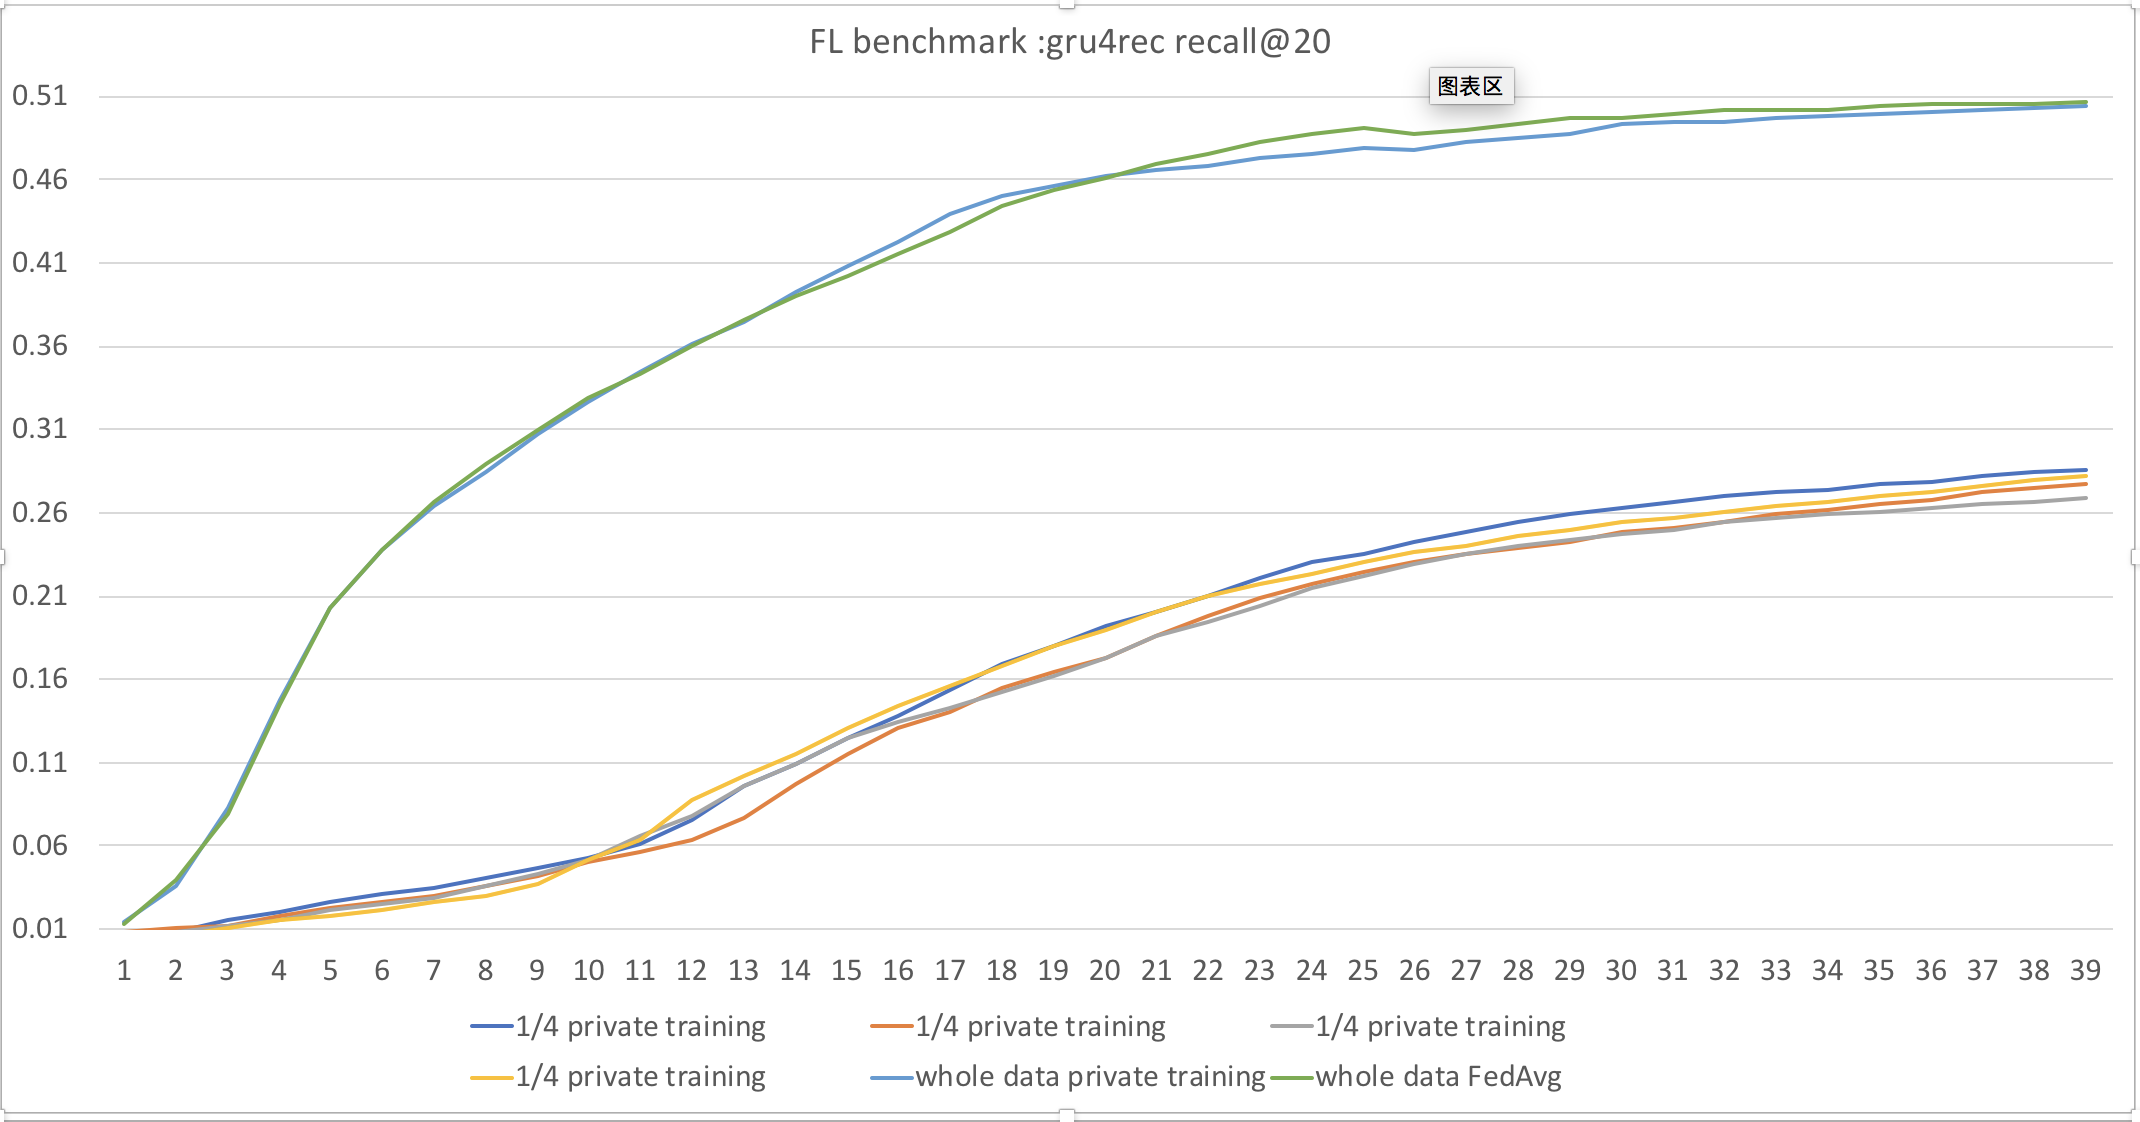 FL benchmark :gru4rec recall@20
图表区
0.51
0.46
0.41
0.36
0.31
0.26
0.21
0.16
0.11
0.06
0.01
1 2 3 4 5 6 7 8 9 10 11 12 13 14 15 16 17 18 19 20 21 22 23 24 25 26 27 28 29 30 31 32 33 34 35 36 37 38 39
1/4 private training 1/4 private training 1/4 private training
1/4 private training whole data private training whole data FedAvg